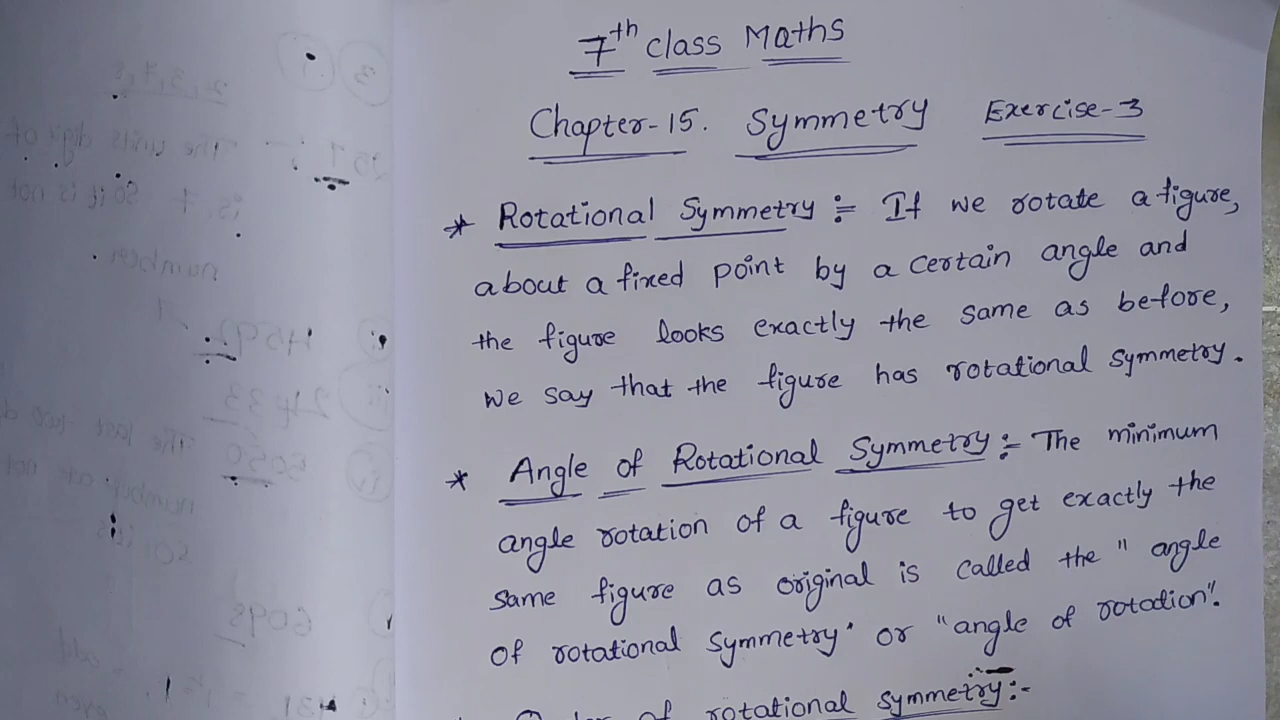 7th class Maths
Chapter-15. Symmetry Exercise-3
* Rotational Symmetry :- If we rotate a figure,
about a fixed point by a certain angle and
the figure looks exactly the same as before,
we say that the figure has rotational symmetry.
* Angle of Rotational Symmetry :- The minimum
angle rotation of a figure to get exactly the
same figure as original is called the "angle
of rotational symmetry" or "angle of rotation".
* Order of rotational symmetry:-